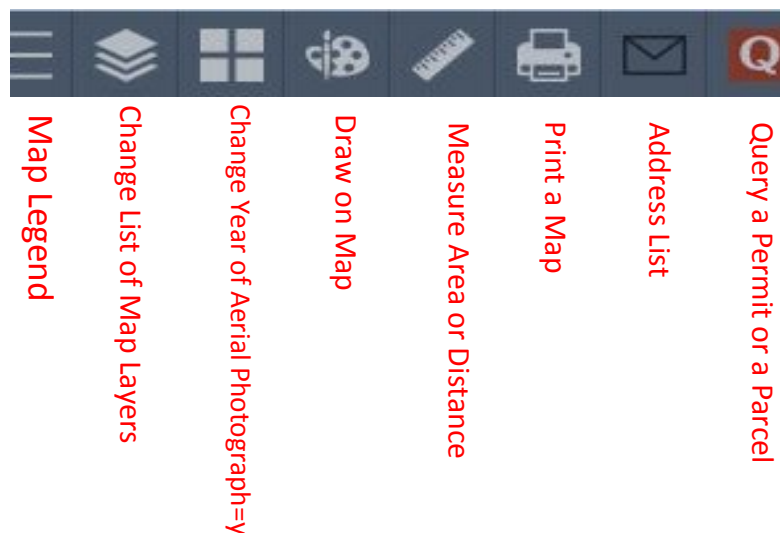 Q
Map Legend
Change List of Map Layers
Change Year of Aerial Photograph=y
Draw on Map
Measure Area or Distance
Print a Map
Address List
Query a Permit or a Parcel